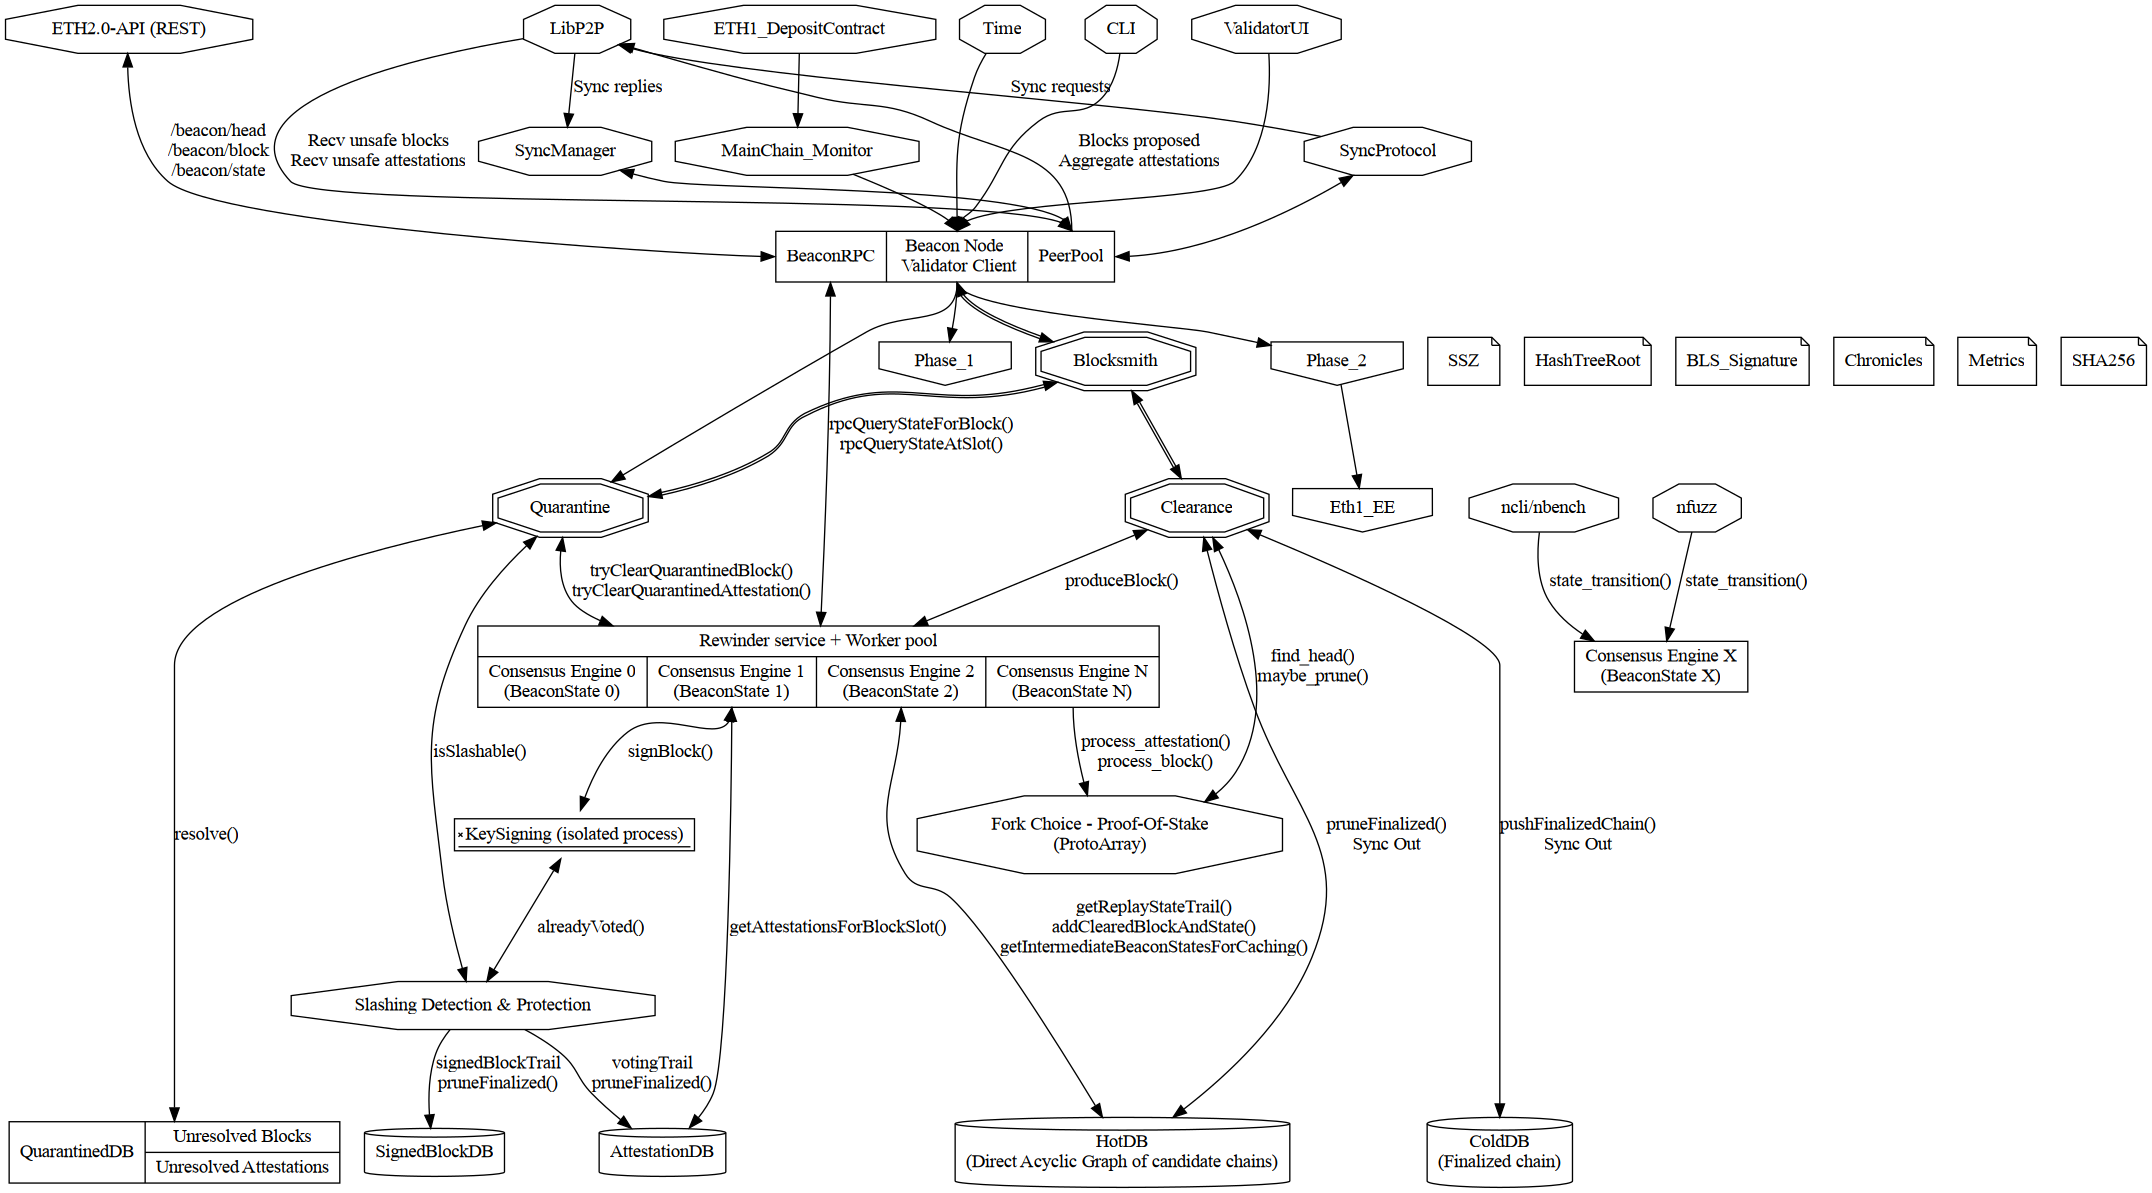 ETH2.0-API (REST)
LibP2P
ETH1_DepositContract
Time
CLI
ValidatorUI
Sync replies
Sync requests
/beacon/head
/beacon/block
/beacon/state
Recv unsafe blocks
Recv unsafe attestations
SyncManager
MainChain_Monitor
Blocks proposed
Aggregate attestations
SyncProtocol
BeaconRPC
Beacon Node
Validator Client
PeerPool
Phase_1
Blocksmith
Phase_2
SSZ
HashTreeRoot
BLS_Signature
Chronicles
Metrics
SHA256
rpcQueryStateForBlock()
rpcQueryStateAtSlot()
Quarantine
Clearance
Eth1_EE
ncli/nbench
nfuzz
tryClearQuarantinedBlock()
tryClearQuarantinedAttestation()
produceBlock()
state_transition()
state_transition()
Rewinder service + Worker pool
Consensus Engine 0
(BeaconState 0)
Consensus Engine 1
(BeaconState 1)
Consensus Engine 2
(BeaconState 2)
Consensus Engine N
(BeaconState N)
find_head()
maybe_prune()
Consensus Engine X
(BeaconState X)
isSlashable()
signBlock()
process_attestation()
process_block()
resolve()
KeySigning (isolated process)
Fork Choice - Proof-Of-Stake
(ProtoArray)
pruneFinalized()
Sync Out
pushFinalizedChain()
Sync Out
alreadyVoted()
getAttestationsForBlockSlot()
getReplayStateTrail()
addClearedBlockAndState()
getIntermediateBeaconStatesForCaching()
Slashing Detection & Protection
signedBlockTrail
pruneFinalized()
votingTrail
pruneFinalized()
QuarantinedDB
Unresolved Blocks
Unresolved Attestations
SignedBlockDB
AttestationDB
HotDB
(Direct Acyclic Graph of candidate chains)
ColdDB
(Finalized chain)